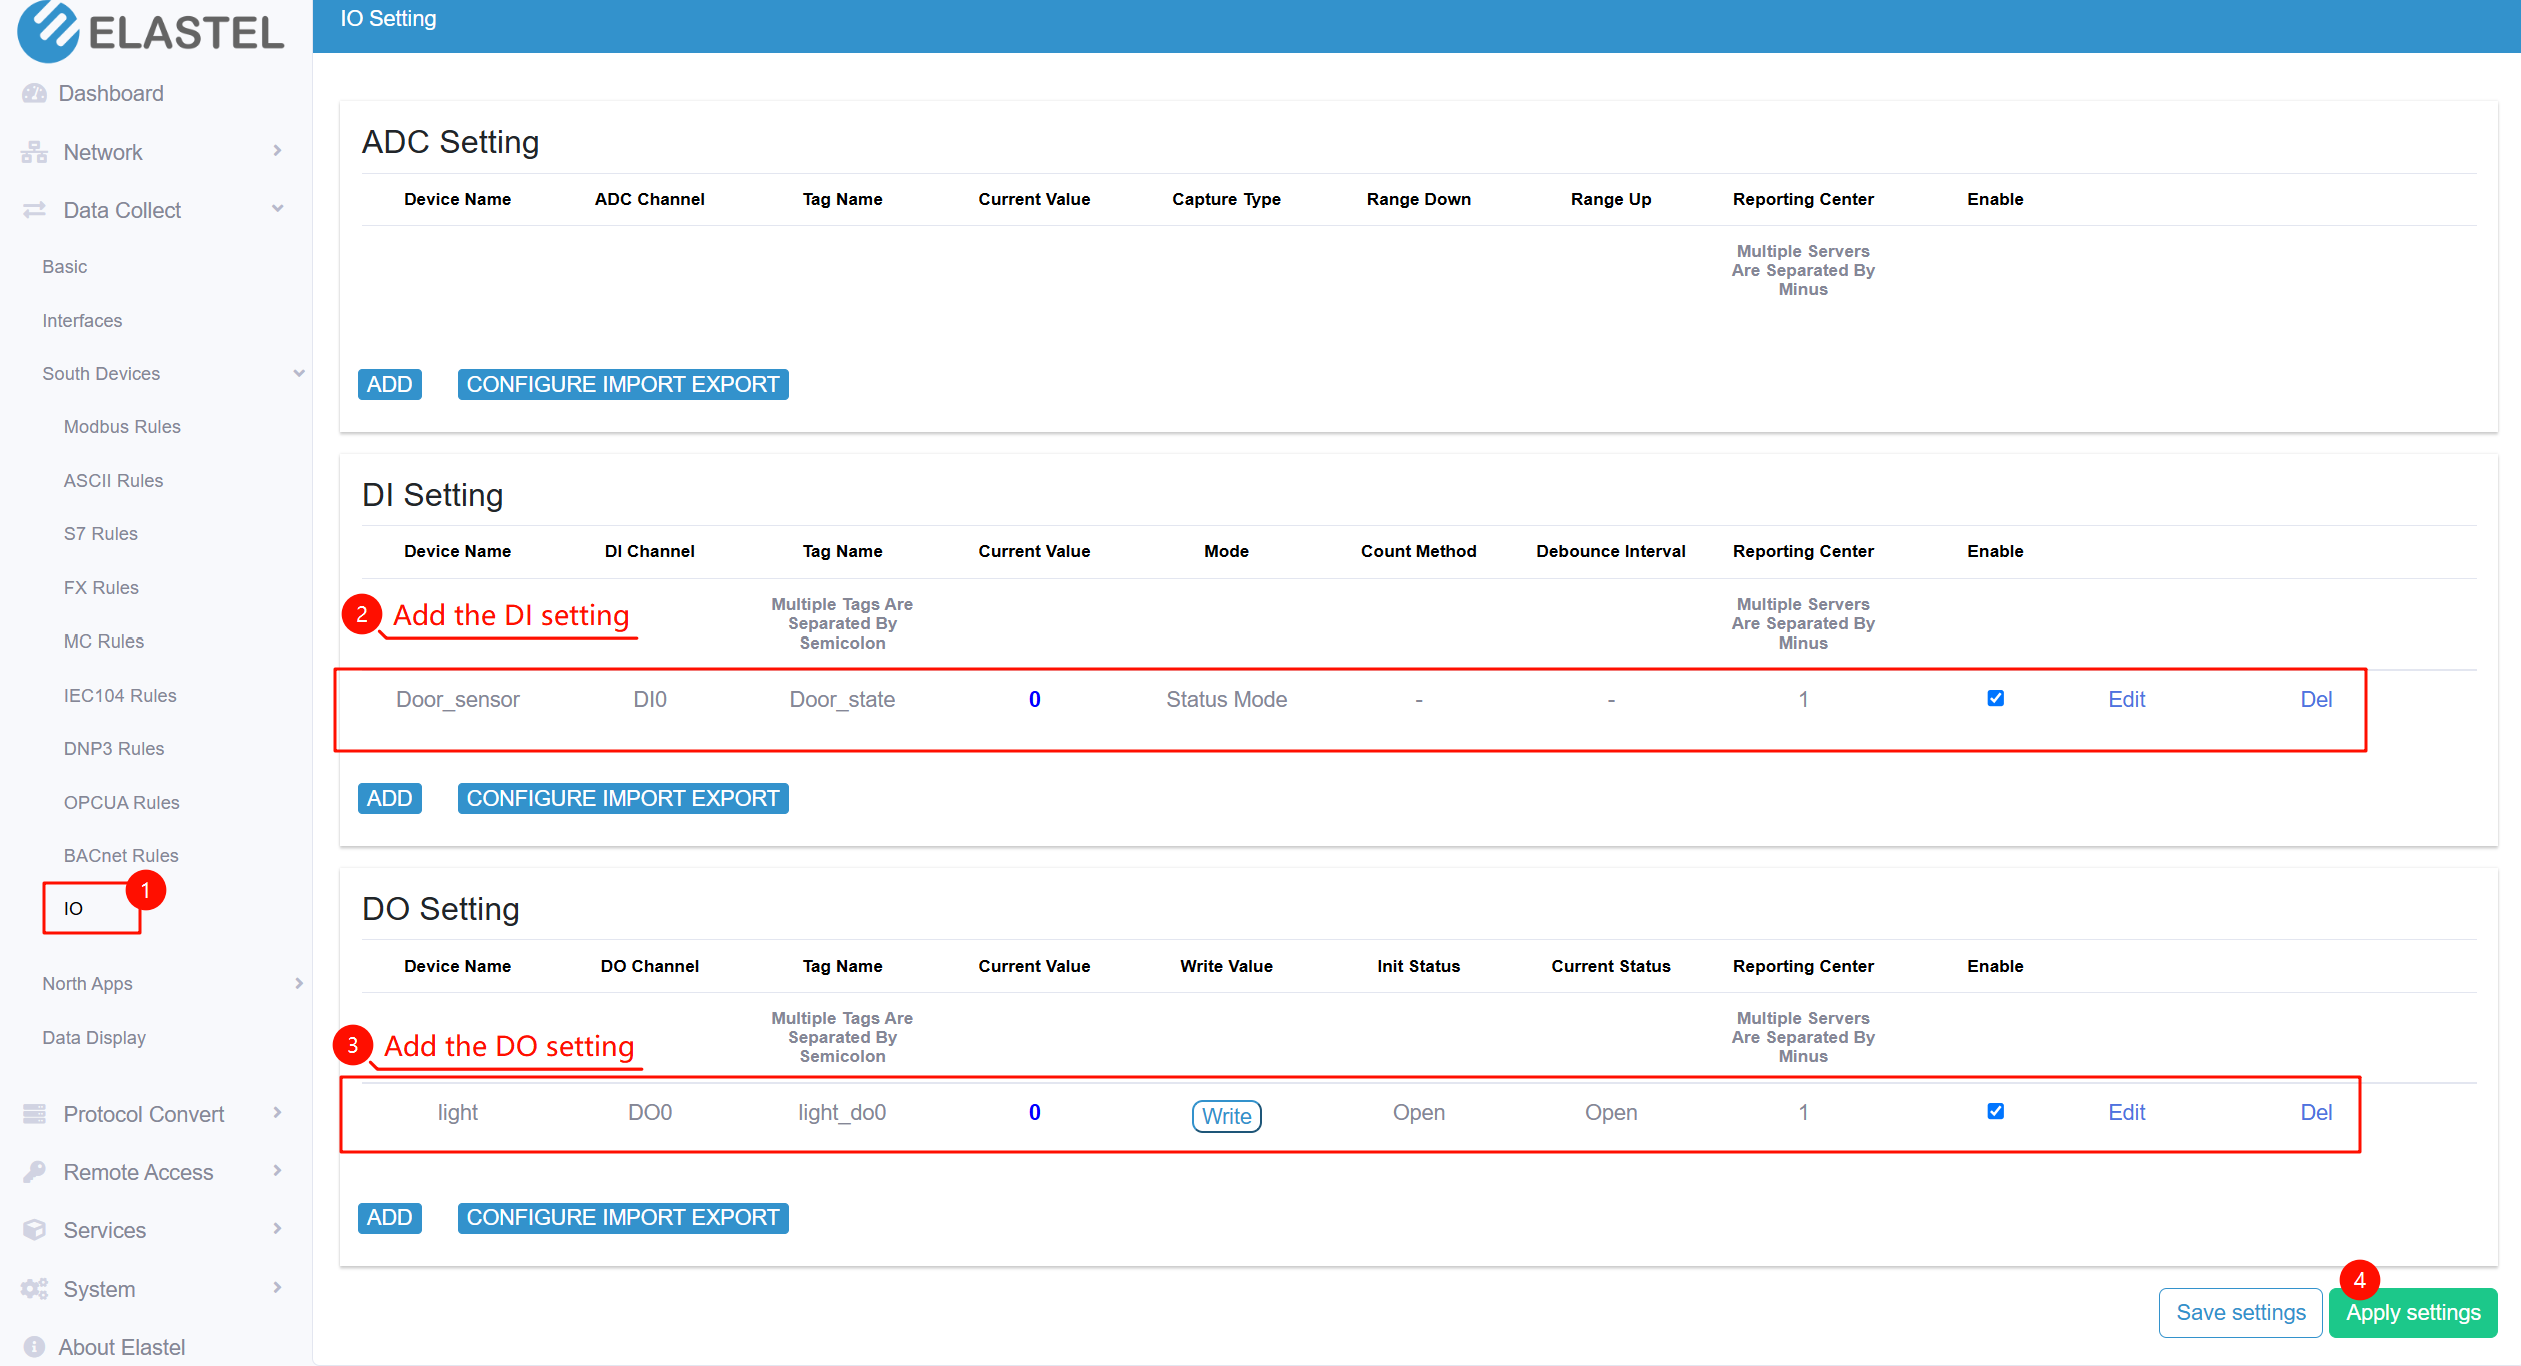 ELASTEL
Dashboard
Network
Data Collect
Basic
Interfaces
South Devices
Modbus Rules
ASCII Rules
S7 Rules
FX Rules
MC Rules
IEC104 Rules
DNP3 Rules
OPCUA Rules
BACnet Rules
1
IO
North Apps
Data Display
Protocol Convert
Remote Access
Services
System
About Elastel
IO Setting
ADC Setting
Device Name ADC Channel Tag Name Current Value Capture Type Range Down Range Up Reporting Center Enable
Multiple Servers
Are Separated By
Minus
ADD CONFIGURE IMPORT EXPORT
DI Setting
Device Name DI Channel Tag Name Current Value Mode Count Method Debounce Interval Reporting Center Enable
2 Add the DI setting
Multiple Tags Are
Separated By
Semicolon
Multiple Servers
Are Separated By
Minus
Door_sensor DI0 Door_state 0 Status Mode - - 1 Edit Del
ADD CONFIGURE IMPORT EXPORT
DO Setting
Device Name DO Channel Tag Name Current Value Write Value Init Status Current Status Reporting Center Enable
3 Add the DO setting
Multiple Tags Are
Separated By
Semicolon
Multiple Servers
Are Separated By
Minus
light DO0 light_do0 0 Write Open Open 1 Edit Del
ADD CONFIGURE IMPORT EXPORT
4
Save settings Apply settings